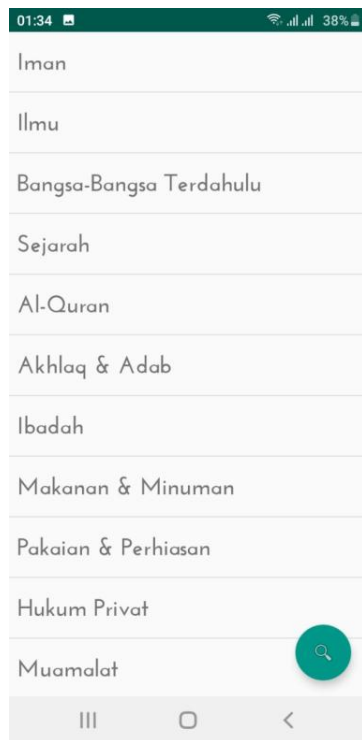 01:34 38%
Iman
Ilmu
Bangsa-Bangsa Terdahulu
Sejarah
Al-Quran
Akhlaq & Adab
Ibadah
Makanan & Minuman
Pakaian & Perhiasan
Hukum Privat
Muamalat